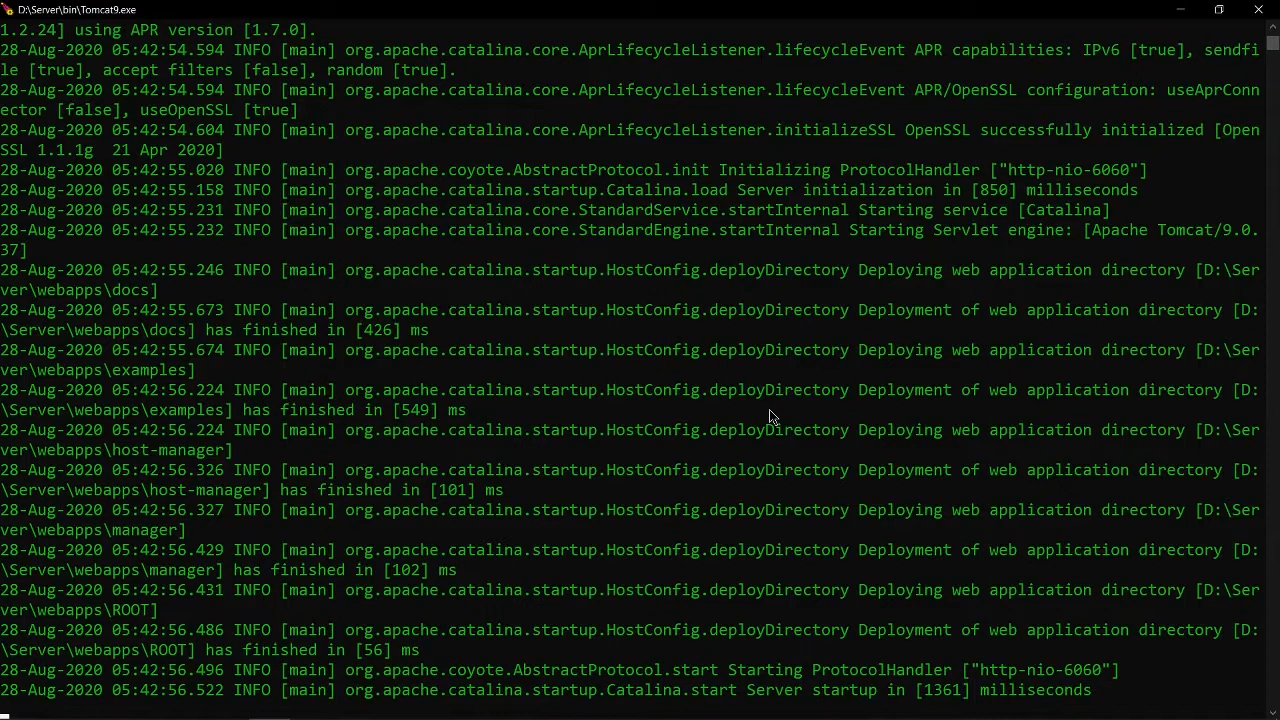 D:\Server\bin\Tomcat9.exe
1.2.24] using APR version [1.7.0].
28-Aug-2020 05:42:54.594 INFO [main] org.apache.catalina.core.AprLifecycleListener.lifecycleEvent APR capabilities: IPv6 [true], sendfi
le [true], accept filters [false], random [true].
28-Aug-2020 05:42:54.594 INFO [main] org.apache.catalina.core.AprLifecycleListener.lifecycleEvent APR/OpenSSL configuration: useAprConn
ector [false], useOpenSSL [true]
28-Aug-2020 05:42:54.604 INFO [main] org.apache.catalina.core.AprLifecycleListener.initializeSSL OpenSSL successfully initialized [Open
SSL 1.1.1g  21 Apr 2020]
28-Aug-2020 05:42:55.020 INFO [main] org.apache.coyote.AbstractProtocol.init Initializing ProtocolHandler ["http-nio-6060"]
28-Aug-2020 05:42:55.158 INFO [main] org.apache.catalina.startup.Catalina.load Server initialization in [850] milliseconds
28-Aug-2020 05:42:55.231 INFO [main] org.apache.catalina.core.StandardService.startInternal Starting service [Catalina]
28-Aug-2020 05:42:55.232 INFO [main] org.apache.catalina.core.StandardEngine.startInternal Starting Servlet engine: [Apache Tomcat/9.0.
37]
28-Aug-2020 05:42:55.246 INFO [main] org.apache.catalina.startup.HostConfig.deployDirectory Deploying web application directory [D:\Ser
ver\webapps\docs]
28-Aug-2020 05:42:55.673 INFO [main] org.apache.catalina.startup.HostConfig.deployDirectory Deployment of web application directory [D:
\Server\webapps\docs] has finished in [426] ms
28-Aug-2020 05:42:55.674 INFO [main] org.apache.catalina.startup.HostConfig.deployDirectory Deploying web application directory [D:\Ser
ver\webapps\examples]
28-Aug-2020 05:42:56.224 INFO [main] org.apache.catalina.startup.HostConfig.deployDirectory Deployment of web application directory [D:
\Server\webapps\examples] has finished in [549] ms
28-Aug-2020 05:42:56.224 INFO [main] org.apache.catalina.startup.HostConfig.deployDirectory Deploying web application directory [D:\Ser
ver\webapps\host-manager]
28-Aug-2020 05:42:56.326 INFO [main] org.apache.catalina.startup.HostConfig.deployDirectory Deployment of web application directory [D:
\Server\webapps\host-manager] has finished in [101] ms
28-Aug-2020 05:42:56.327 INFO [main] org.apache.catalina.startup.HostConfig.deployDirectory Deploying web application directory [D:\Ser
ver\webapps\manager]
28-Aug-2020 05:42:56.429 INFO [main] org.apache.catalina.startup.HostConfig.deployDirectory Deployment of web application directory [D:
\Server\webapps\manager] has finished in [102] ms
28-Aug-2020 05:42:56.431 INFO [main] org.apache.catalina.startup.HostConfig.deployDirectory Deploying web application directory [D:\Ser
ver\webapps\ROOT]
28-Aug-2020 05:42:56.486 INFO [main] org.apache.catalina.startup.HostConfig.deployDirectory Deployment of web application directory [D:
\Server\webapps\ROOT] has finished in [56] ms
28-Aug-2020 05:42:56.496 INFO [main] org.apache.coyote.AbstractProtocol.start Starting ProtocolHandler ["http-nio-6060"]
28-Aug-2020 05:42:56.522 INFO [main] org.apache.catalina.startup.Catalina.start Server startup in [1361] milliseconds